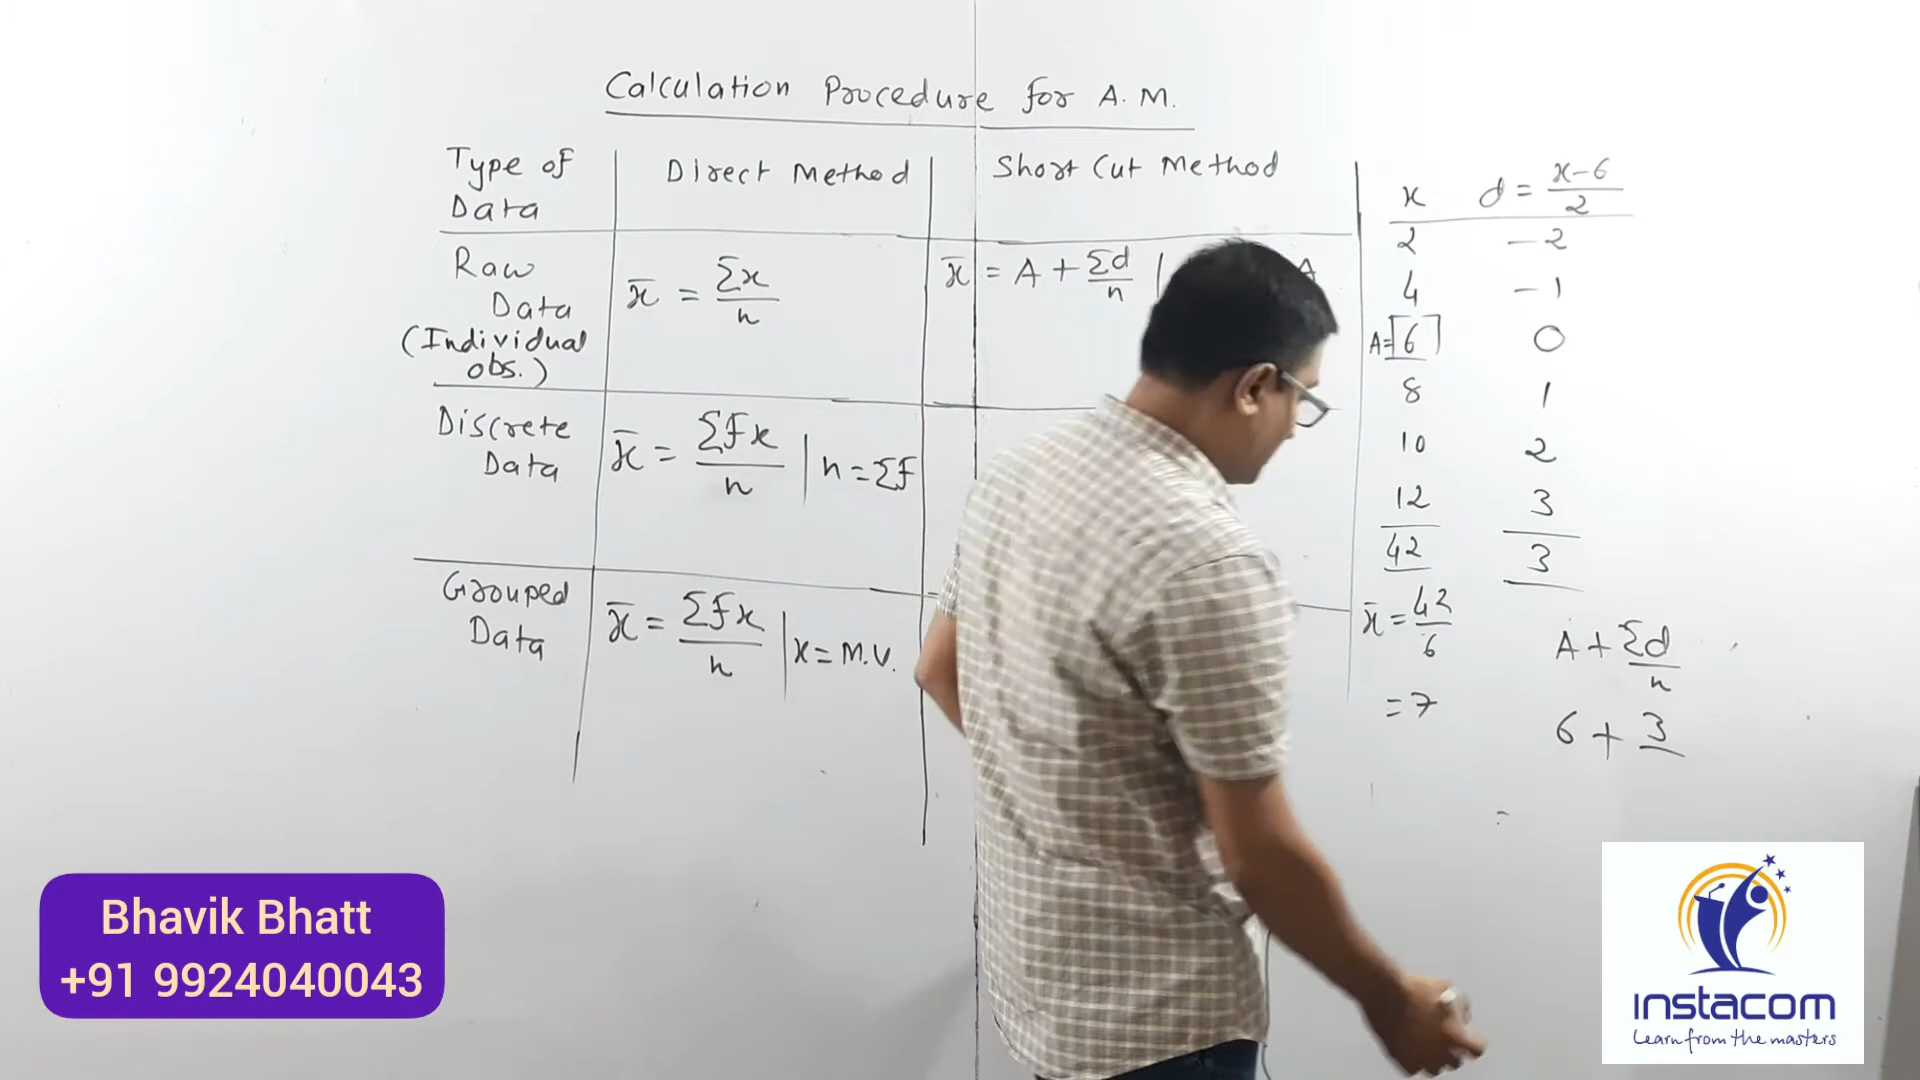 Calculation Procedure for A.M.
Type of Data | Direct Method | Short Cut Method
Raw Data (Individual obs.)
x̄ = Σx/n
x̄ = A + Σd/n | A
Discrete Data
x̄ = Σfx/n | n = Σf
Grouped Data
x̄ = Σfx/n | x = M.V.
x d = (x-6)/2
2 -2
4 -1
A = 6 0
8 1
10 2
12 3
42 3
x̄ = 42/6
= 7
A + Σd/n
6 + 3
=
Bhavik Bhatt
+91 9924040043
instacom
Learn from the masters